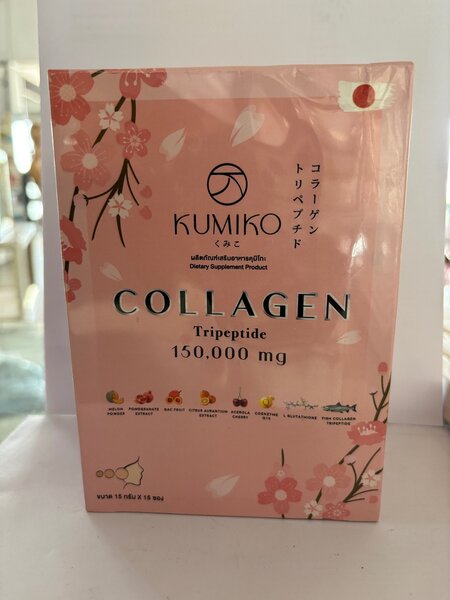 コラーゲン
トリペプチド
KUMIKO
くみこ
ผลิตภัณฑ์เสริมอาหารคุมิโกะ
Dietary Supplement Product
COLLAGEN
Tripeptide
150,000 mg
MELON POWDER
POMEGRANATE EXTRACT
GAC FRUIT
CITRUS AURANTIUM EXTRACT
ACEROLA CHERRY
COENZYME Q10
L GLUTATHIONE
FISH COLLAGEN TRIPEPTIDE
ขนาด 15 กรัม X 15 ซอง